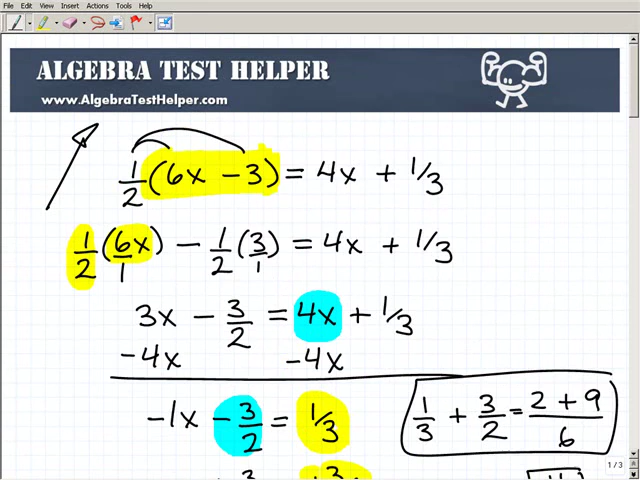 File Edit View Insert Actions Tools Help
ALGEBRA TEST HELPER
www.AlgebraTestHelper.com
1/2 (6x − 3) = 4x + 1/3
1/2 (6x/1) − 1/2 (3/1) = 4x + 1/3
3x − 3/2 = 4x + 1/3
−4x −4x
−1x − 3/2 = 1/3
1/3 + 3/2 = 2 + 9/6
1/3